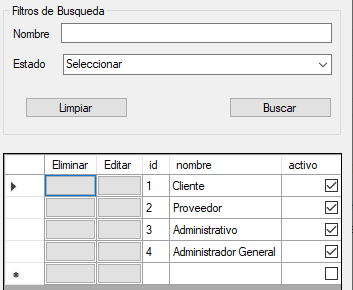 Filtros de Busqueda
Nombre
Estado Seleccionar
Limpiar Buscar
Eliminar Editar id nombre activo
1 Cliente
2 Proveedor
3 Administrativo
4 Administrador General